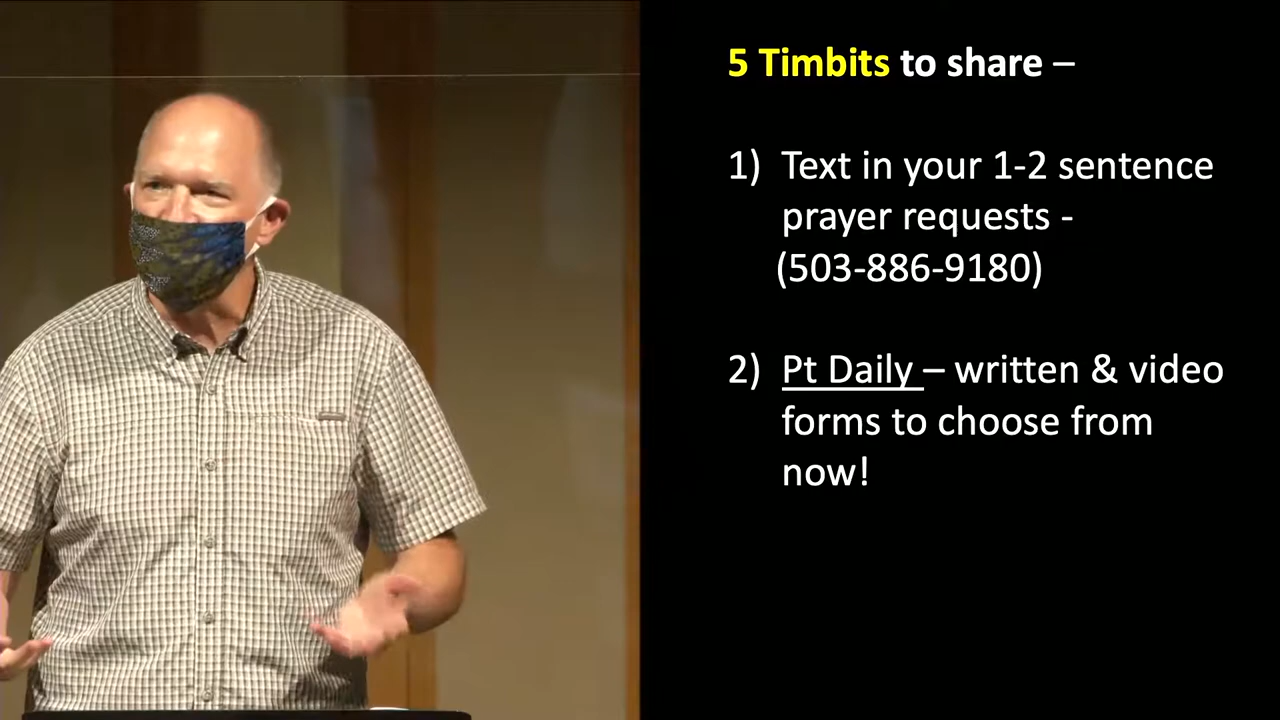 5 Timbits to share –
1) Text in your 1-2 sentence
prayer requests -
(503-886-9180)
2) Pt Daily – written & video
forms to choose from
now!